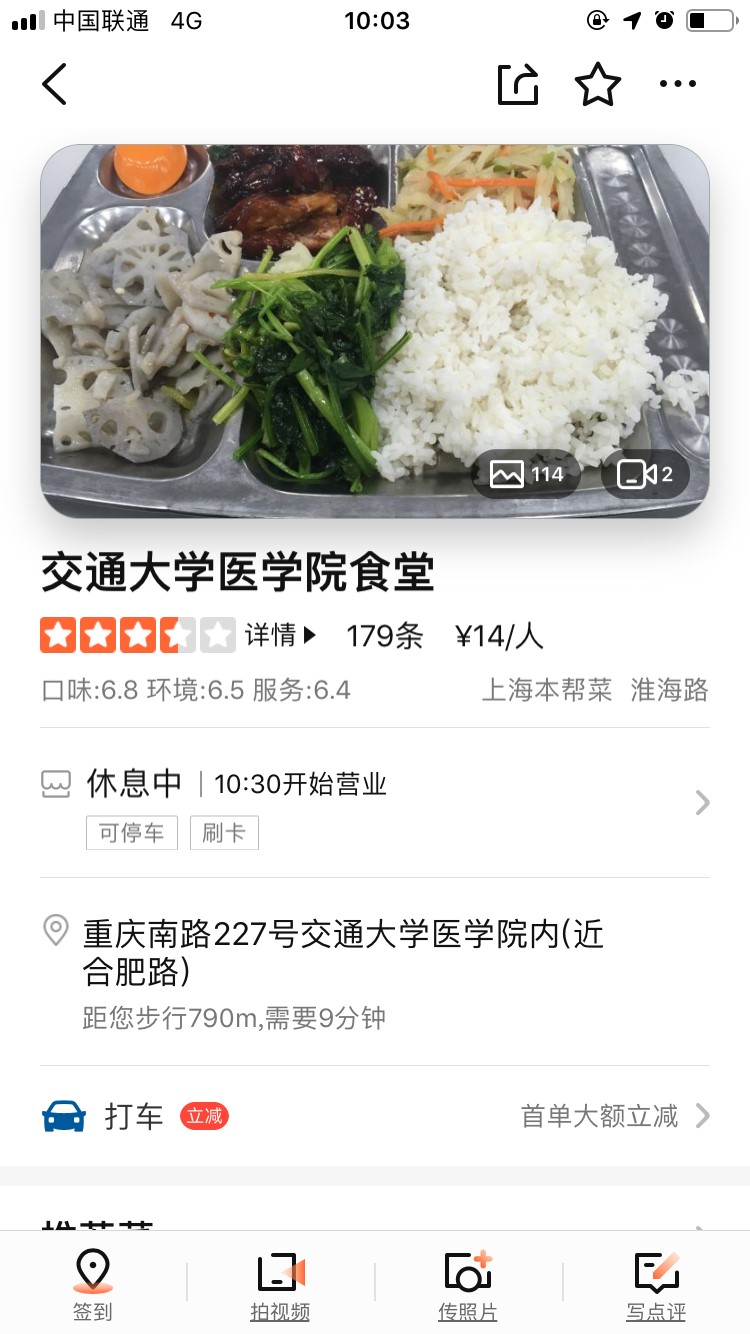 中国联通 4G 10:03
114 2
交通大学医学院食堂
详情 179条 ¥14/人
口味:6.8 环境:6.5 服务:6.4 上海本帮菜 淮海路
休息中 10:30开始营业
可停车 刷卡
重庆南路227号交通大学医学院内(近
合肥路)
距您步行790m,需要9分钟
打车 立减 首单大额立减
签到 拍视频 传照片 写点评